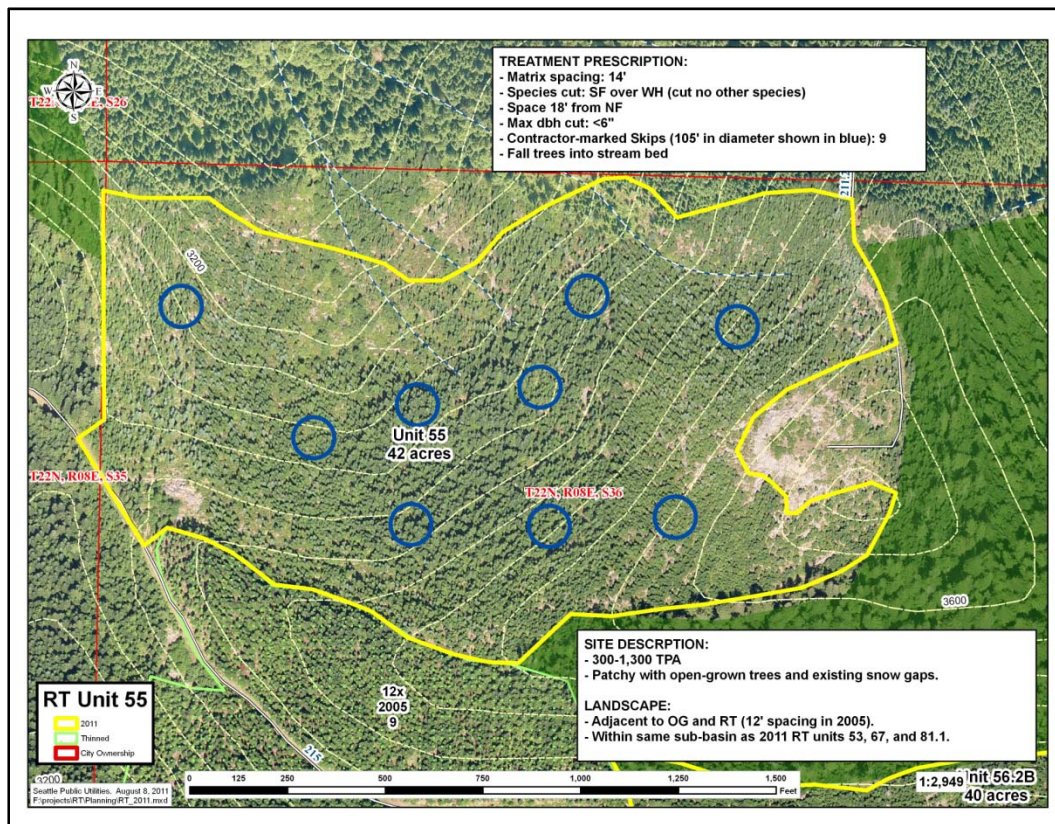 TREATMENT PRESCRIPTION:
- Matrix spacing: 14'
- Species cut: SF over WH (cut no other species)
- Space 18' from NF
- Max dbh cut: <6"
- Contractor-marked Skips (105' in diameter shown in blue): 9
- Fall trees into stream bed
N
W E
S
S26
3200
Unit 55
42 acres
T22N, R08E, S35
T22N, R08E, S36
3600
SITE DESCRPTION:
- 300-1,300 TPA
- Patchy with open-grown trees and existing snow gaps.
LANDSCAPE:
- Adjacent to OG and RT (12' spacing in 2005).
- Within same sub-basin as 2011 RT units 53, 67, and 81.1.
12x
2005
9
215
RT Unit 55
2011
Thinned
City Ownership
3200
0 125 250 500 750 1,000 1,250 1,500
Feet
1:2,949
Unit 56.2B
40 acres
Seattle Public Utilities, August 8, 2011
F:\projects\RT\Planning\RT_2011.mxd